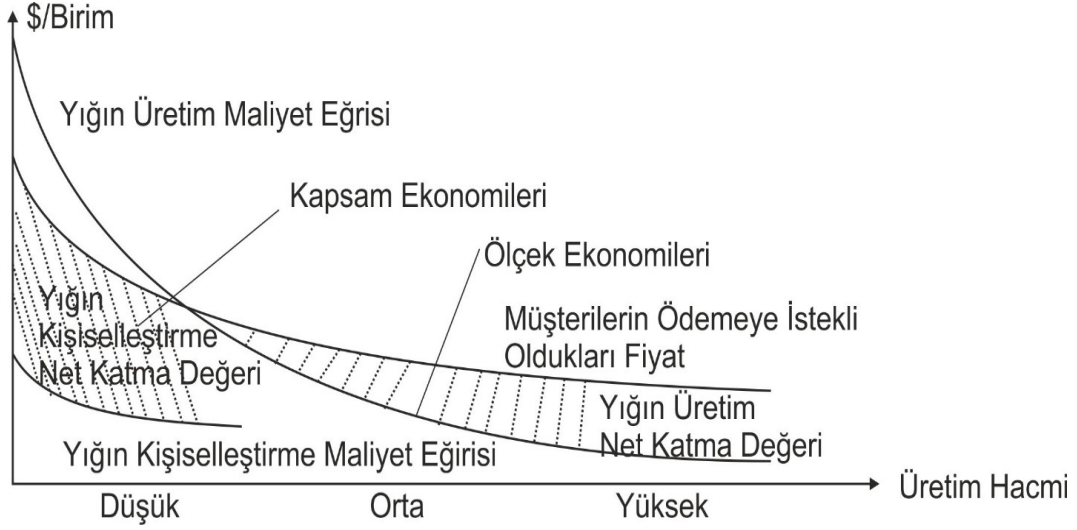 $/Birim
Yığın Üretim Maliyet Eğrisi
Kapsam Ekonomileri
Ölçek Ekonomileri
Yığın
Kişiselleştirme
Net Katma Değeri
Müşterilerin Ödemeye İstekli
Oldukları Fiyat
Yığın Üretim
Net Katma Değeri
Yığın Kişiselleştirme Maliyet Eğirisi
Üretim Hacmi
Düşük
Orta
Yüksek